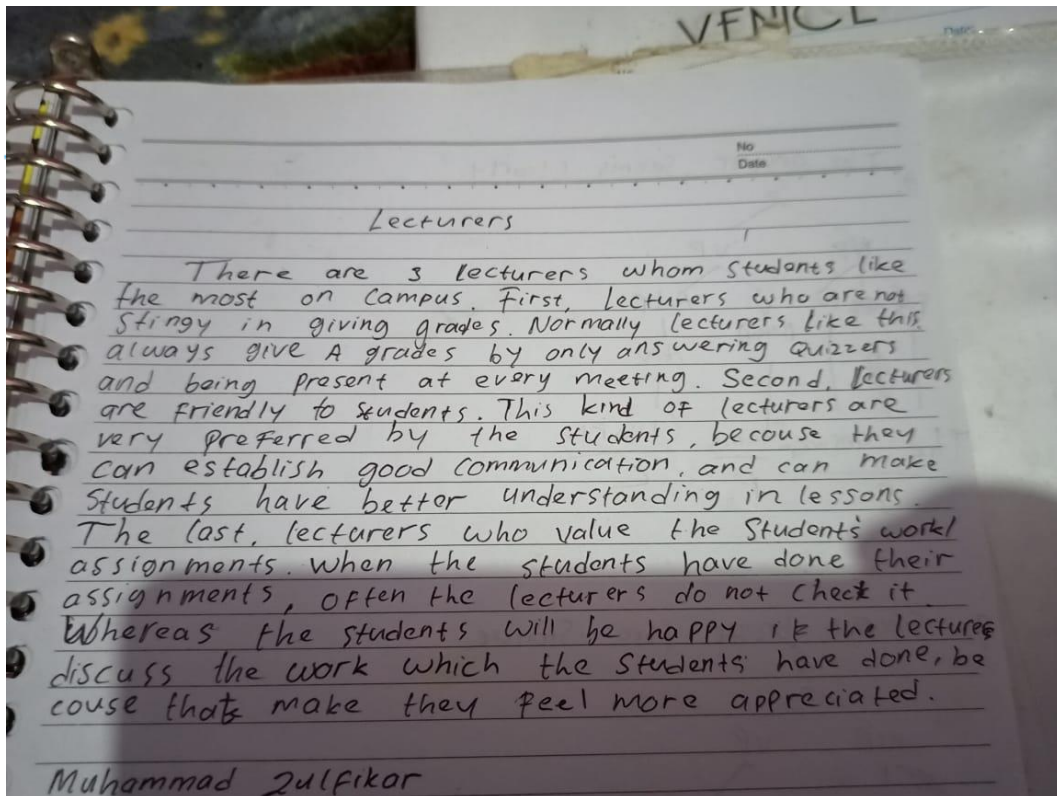 VENICE
No
Date
Lecturers
There are 3 lecturers whom students like
the most on campus. First, lecturers who are not
stingy in giving grades. Normally lecturers like this
always give A grades by only answering quizzers
and being present at every meeting. Second, lecturers
are friendly to students. This kind of lecturers are
very preferred by the students, becouse they
can establish good communication, and can make
students have better understanding in lessons.
The last, lecturers who value the students work/
assignments. When the students have done their
assignments, often the lecturers do not check it.
Whereas the students will be happy if the lectures
discuss the work which the students have done, be
couse that make they feel more appreciated.
Muhammad Zulfikar